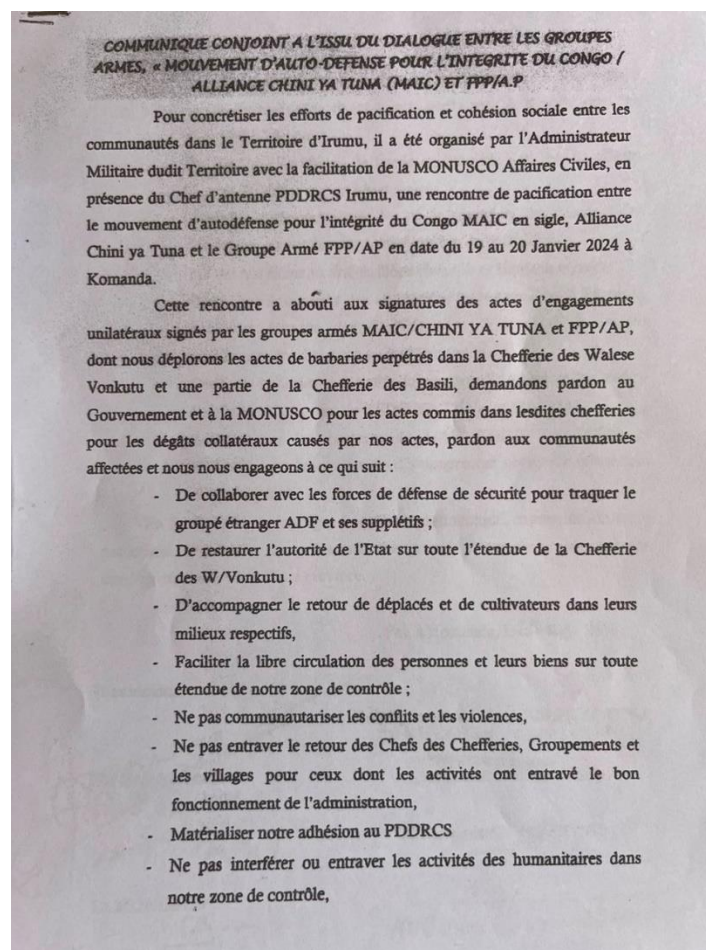 COMMUNIQUE CONJOINT A L'ISSU DU DIALOGUE ENTRE LES GROUPES
ARMES, « MOUVEMENT D'AUTO-DEFENSE POUR L'INTEGRITE DU CONGO /
ALLIANCE CHINI YA TUNA (MAIC) ET FPP/A.P
Pour concrétiser les efforts de pacification et cohésion sociale entre les
communautés dans le Territoire d'Irumu, il a été organisé par l'Administrateur
Militaire dudit Territoire avec la facilitation de la MONUSCO Affaires Civiles, en
présence du Chef d'antenne PDDRCS Irumu, une rencontre de pacification entre
le mouvement d'autodéfense pour l'intégrité du Congo MAIC en sigle, Alliance
Chini ya Tuna et le Groupe Armé FPP/AP en date du 19 au 20 Janvier 2024 à
Komanda.
Cette rencontre a abouti aux signatures des actes d'engagements
unilatéraux signés par les groupes armés MAIC/CHINI YA TUNA et FPP/AP,
dont nous déplorons les actes de barbaries perpétrés dans la Chefferie des Walese
Vonkutu et une partie de la Chefferie des Basili, demandons pardon au
Gouvernement et à la MONUSCO pour les actes commis dans lesdites chefferies
pour les dégâts collatéraux causés par nos actes, pardon aux communautés
affectées et nous nous engageons à ce qui suit :
- De collaborer avec les forces de défense de sécurité pour traquer le
groupé étranger ADF et ses supplétifs ;
- De restaurer l'autorité de l'Etat sur toute l'étendue de la Chefferie
des W/Vonkutu ;
- D'accompagner le retour de déplacés et de cultivateurs dans leurs
milieux respectifs,
- Faciliter la libre circulation des personnes et leurs biens sur toute
étendue de notre zone de contrôle ;
- Ne pas communautariser les conflits et les violences,
- Ne pas entraver le retour des Chefs des Chefferies, Groupements et
les villages pour ceux dont les activités ont entravé le bon
fonctionnement de l'administration,
- Matérialiser notre adhésion au PDDRCS
- Ne pas interférer ou entraver les activités des humanitaires dans
notre zone de contrôle,